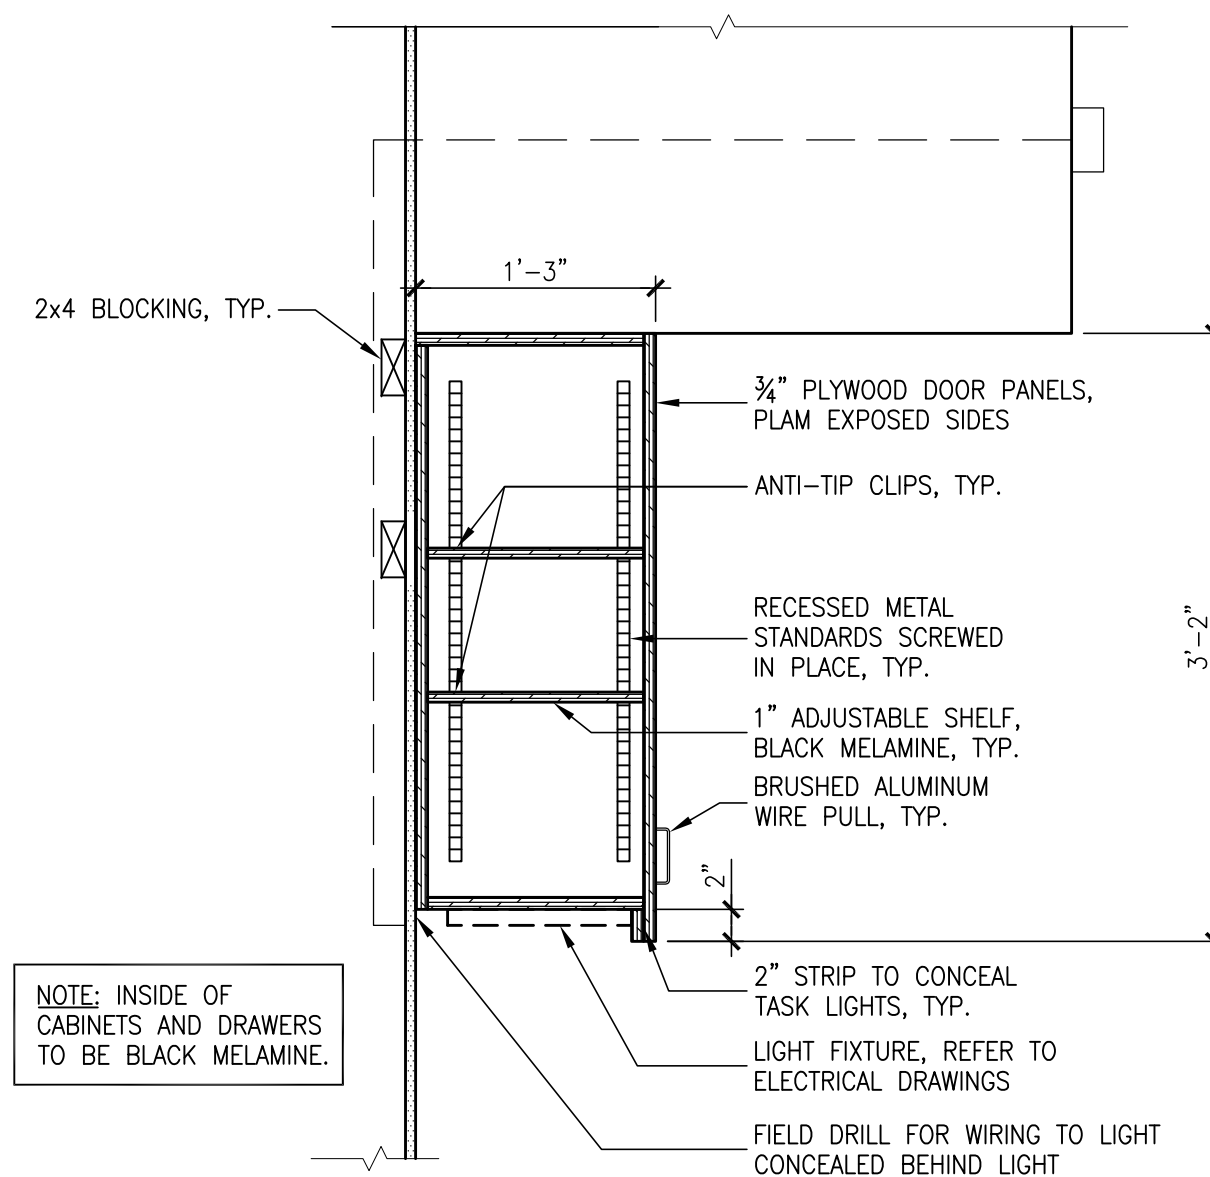 1'-3"
2x4 BLOCKING, TYP.
¾" PLYWOOD DOOR PANELS,
PLAM EXPOSED SIDES
ANTI-TIP CLIPS, TYP.
RECESSED METAL
STANDARDS SCREWED
IN PLACE, TYP.
3'-2"
1" ADJUSTABLE SHELF,
BLACK MELAMINE, TYP.
BRUSHED ALUMINUM
WIRE PULL, TYP.
2"
2" STRIP TO CONCEAL
TASK LIGHTS, TYP.
NOTE: INSIDE OF
CABINETS AND DRAWERS
TO BE BLACK MELAMINE.
LIGHT FIXTURE, REFER TO
ELECTRICAL DRAWINGS
FIELD DRILL FOR WIRING TO LIGHT
CONCEALED BEHIND LIGHT